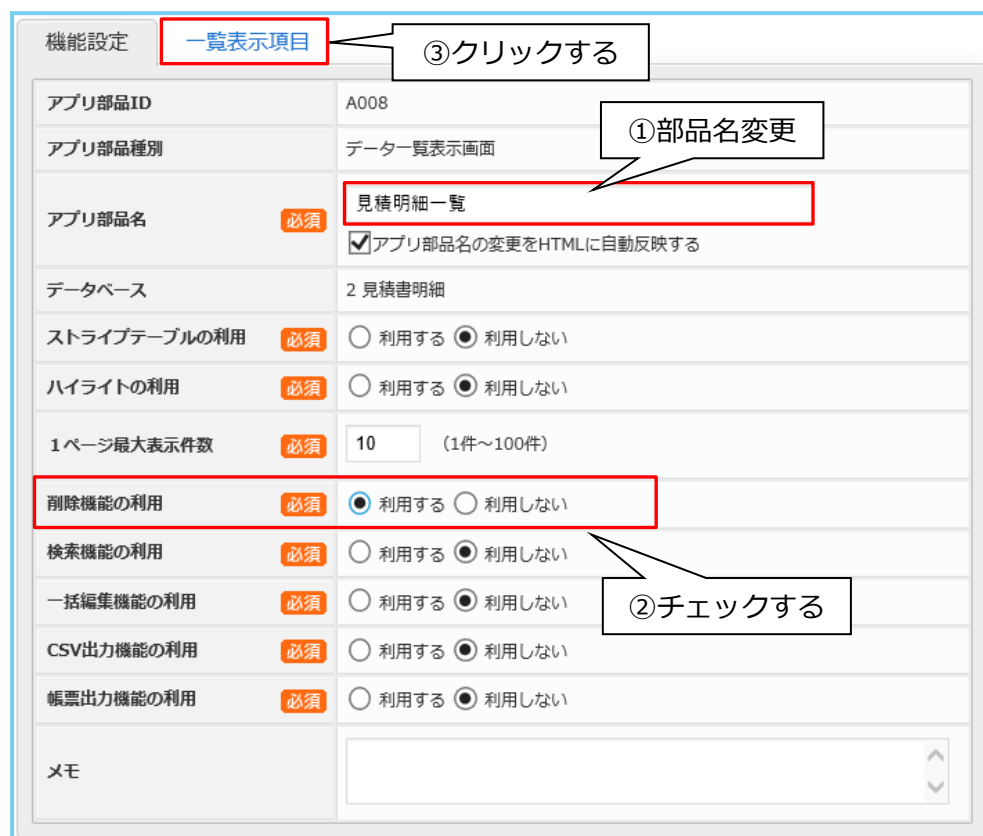 機能設定 一覧表示項目
③クリックする
アプリ部品ID A008
①部品名変更
アプリ部品種別 データ一覧表示画面
アプリ部品名 必須 見積明細一覧
アプリ部品名の変更をHTMLに自動反映する
データベース 2 見積書明細
ストライプテーブルの利用 必須 利用する 利用しない
ハイライトの利用 必須 利用する 利用しない
1ページ最大表示件数 必須 10 (1件～100件)
削除機能の利用 必須 利用する 利用しない
検索機能の利用 必須 利用する 利用しない
一括編集機能の利用 必須 利用する 利用しない
②チェックする
CSV出力機能の利用 必須 利用する 利用しない
帳票出力機能の利用 必須 利用する 利用しない
メモ